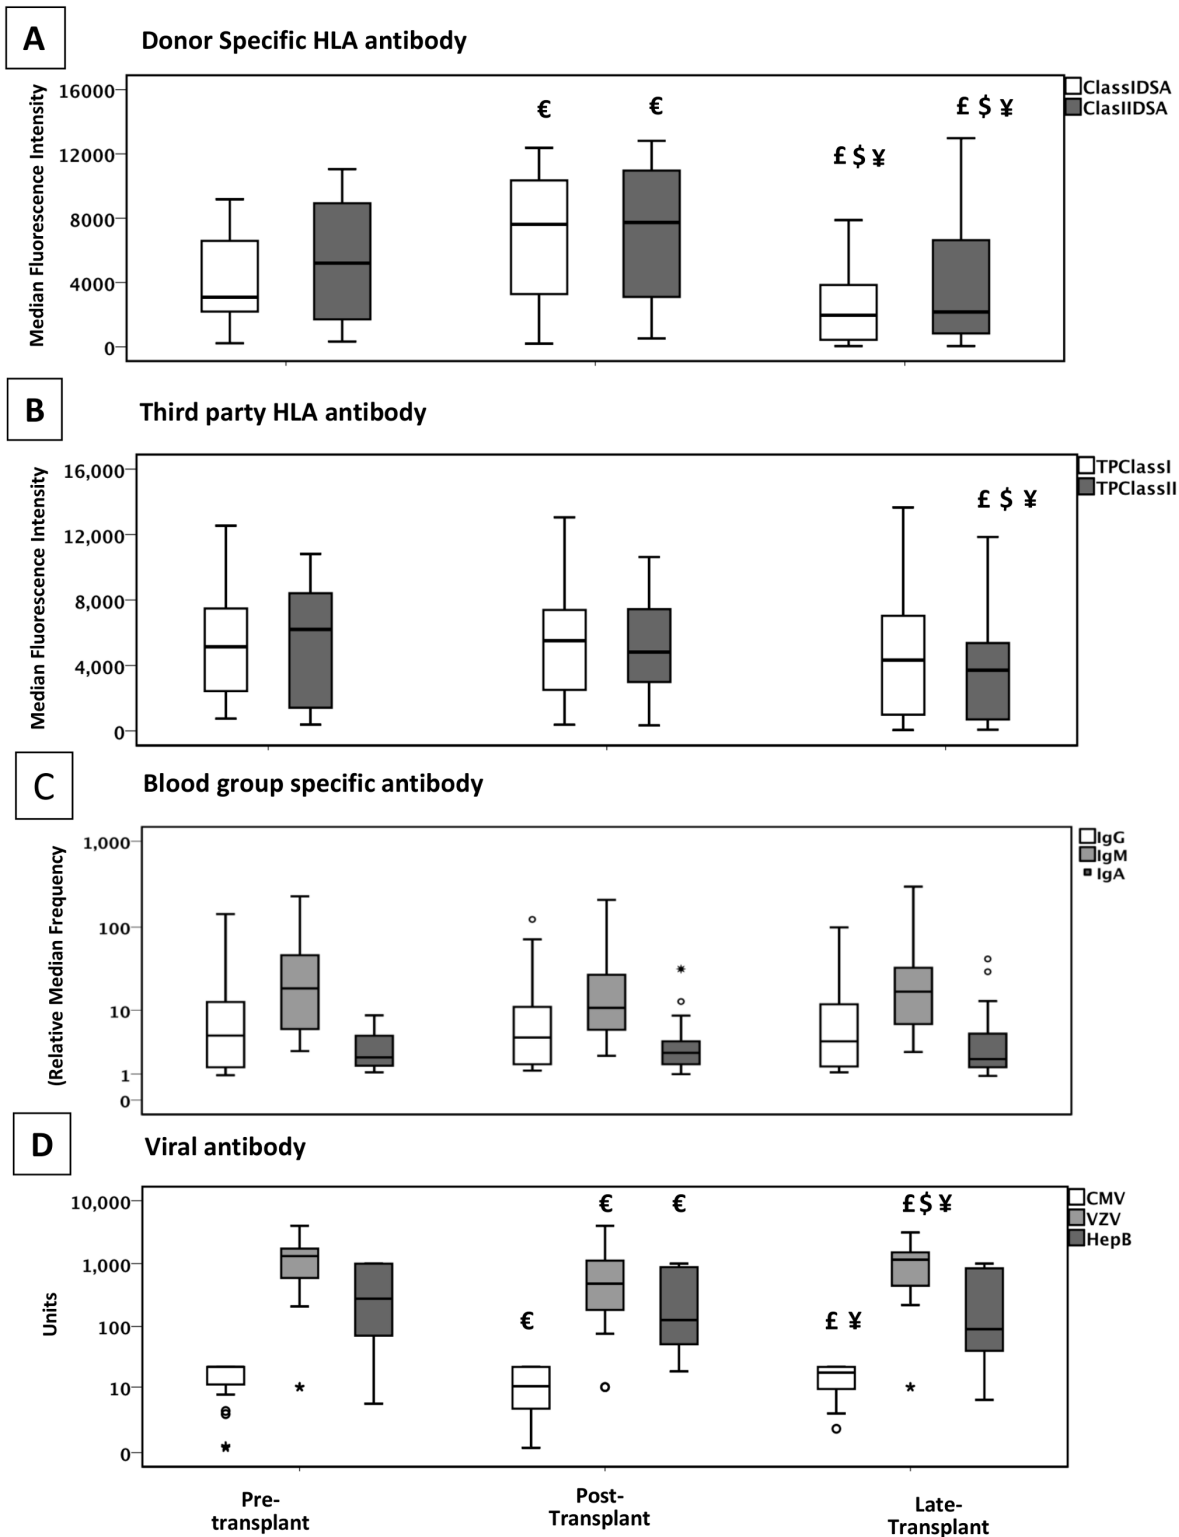 A
Donor Specific HLA antibody
Median Fluorescence Intensity
16000
12000
8000
4000
0
€
€
£ $ ¥
£ $ ¥
ClassIDSA
ClasIIDSA
B
Third party HLA antibody
Median Fluorescence Intensity
16,000
12,000
8,000
4,000
0
£ $ ¥
TPClassI
TPClassII
C
Blood group specific antibody
(Relative Median Frequency
1,000
100
10
1
0
IgG
IgM
IgA
D
Viral antibody
Units
10,000
1,000
100
10
0
€
€
€
£ ¥
£ $ ¥
CMV
VZV
HepB
Pre-
transplant
Post-
Transplant
Late-
Transplant